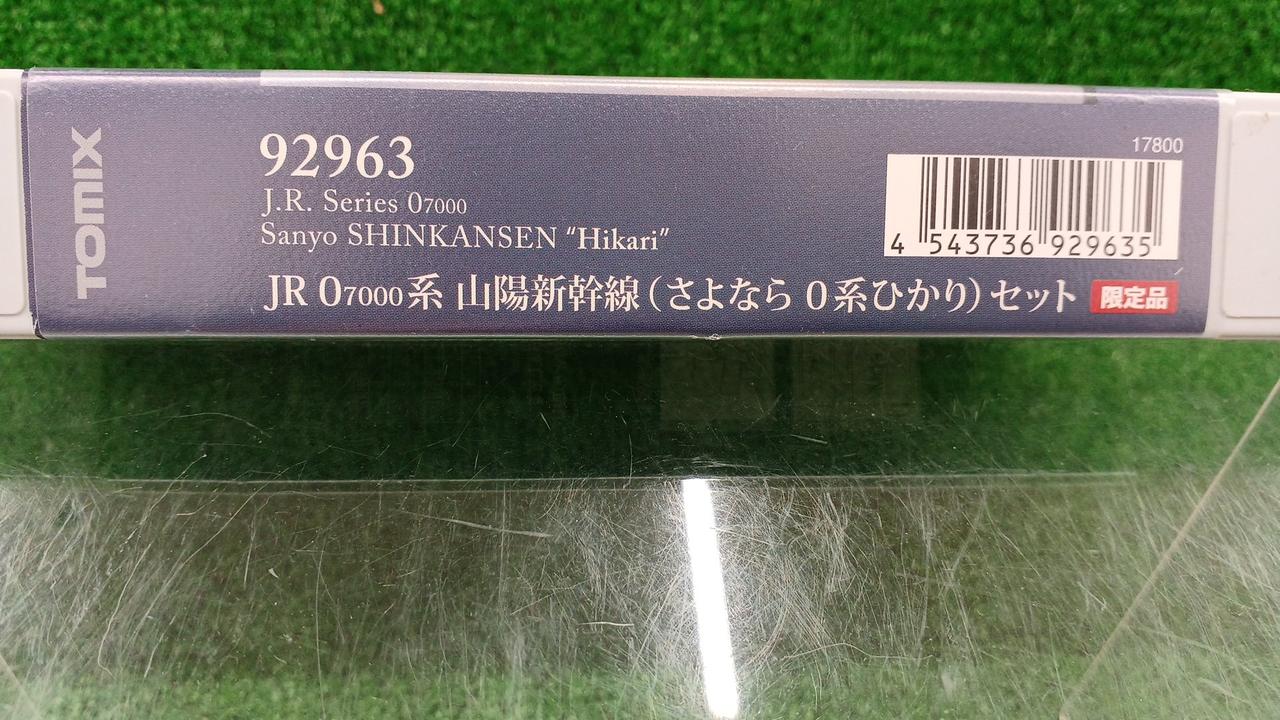 TOMIX
92963
J.R. Series 07000
Sanyo SHINKANSEN “Hikari”
JR 07000系 山陽新幹線(さよなら 0系ひかり)セット 限定品
17800
4 543736 929635